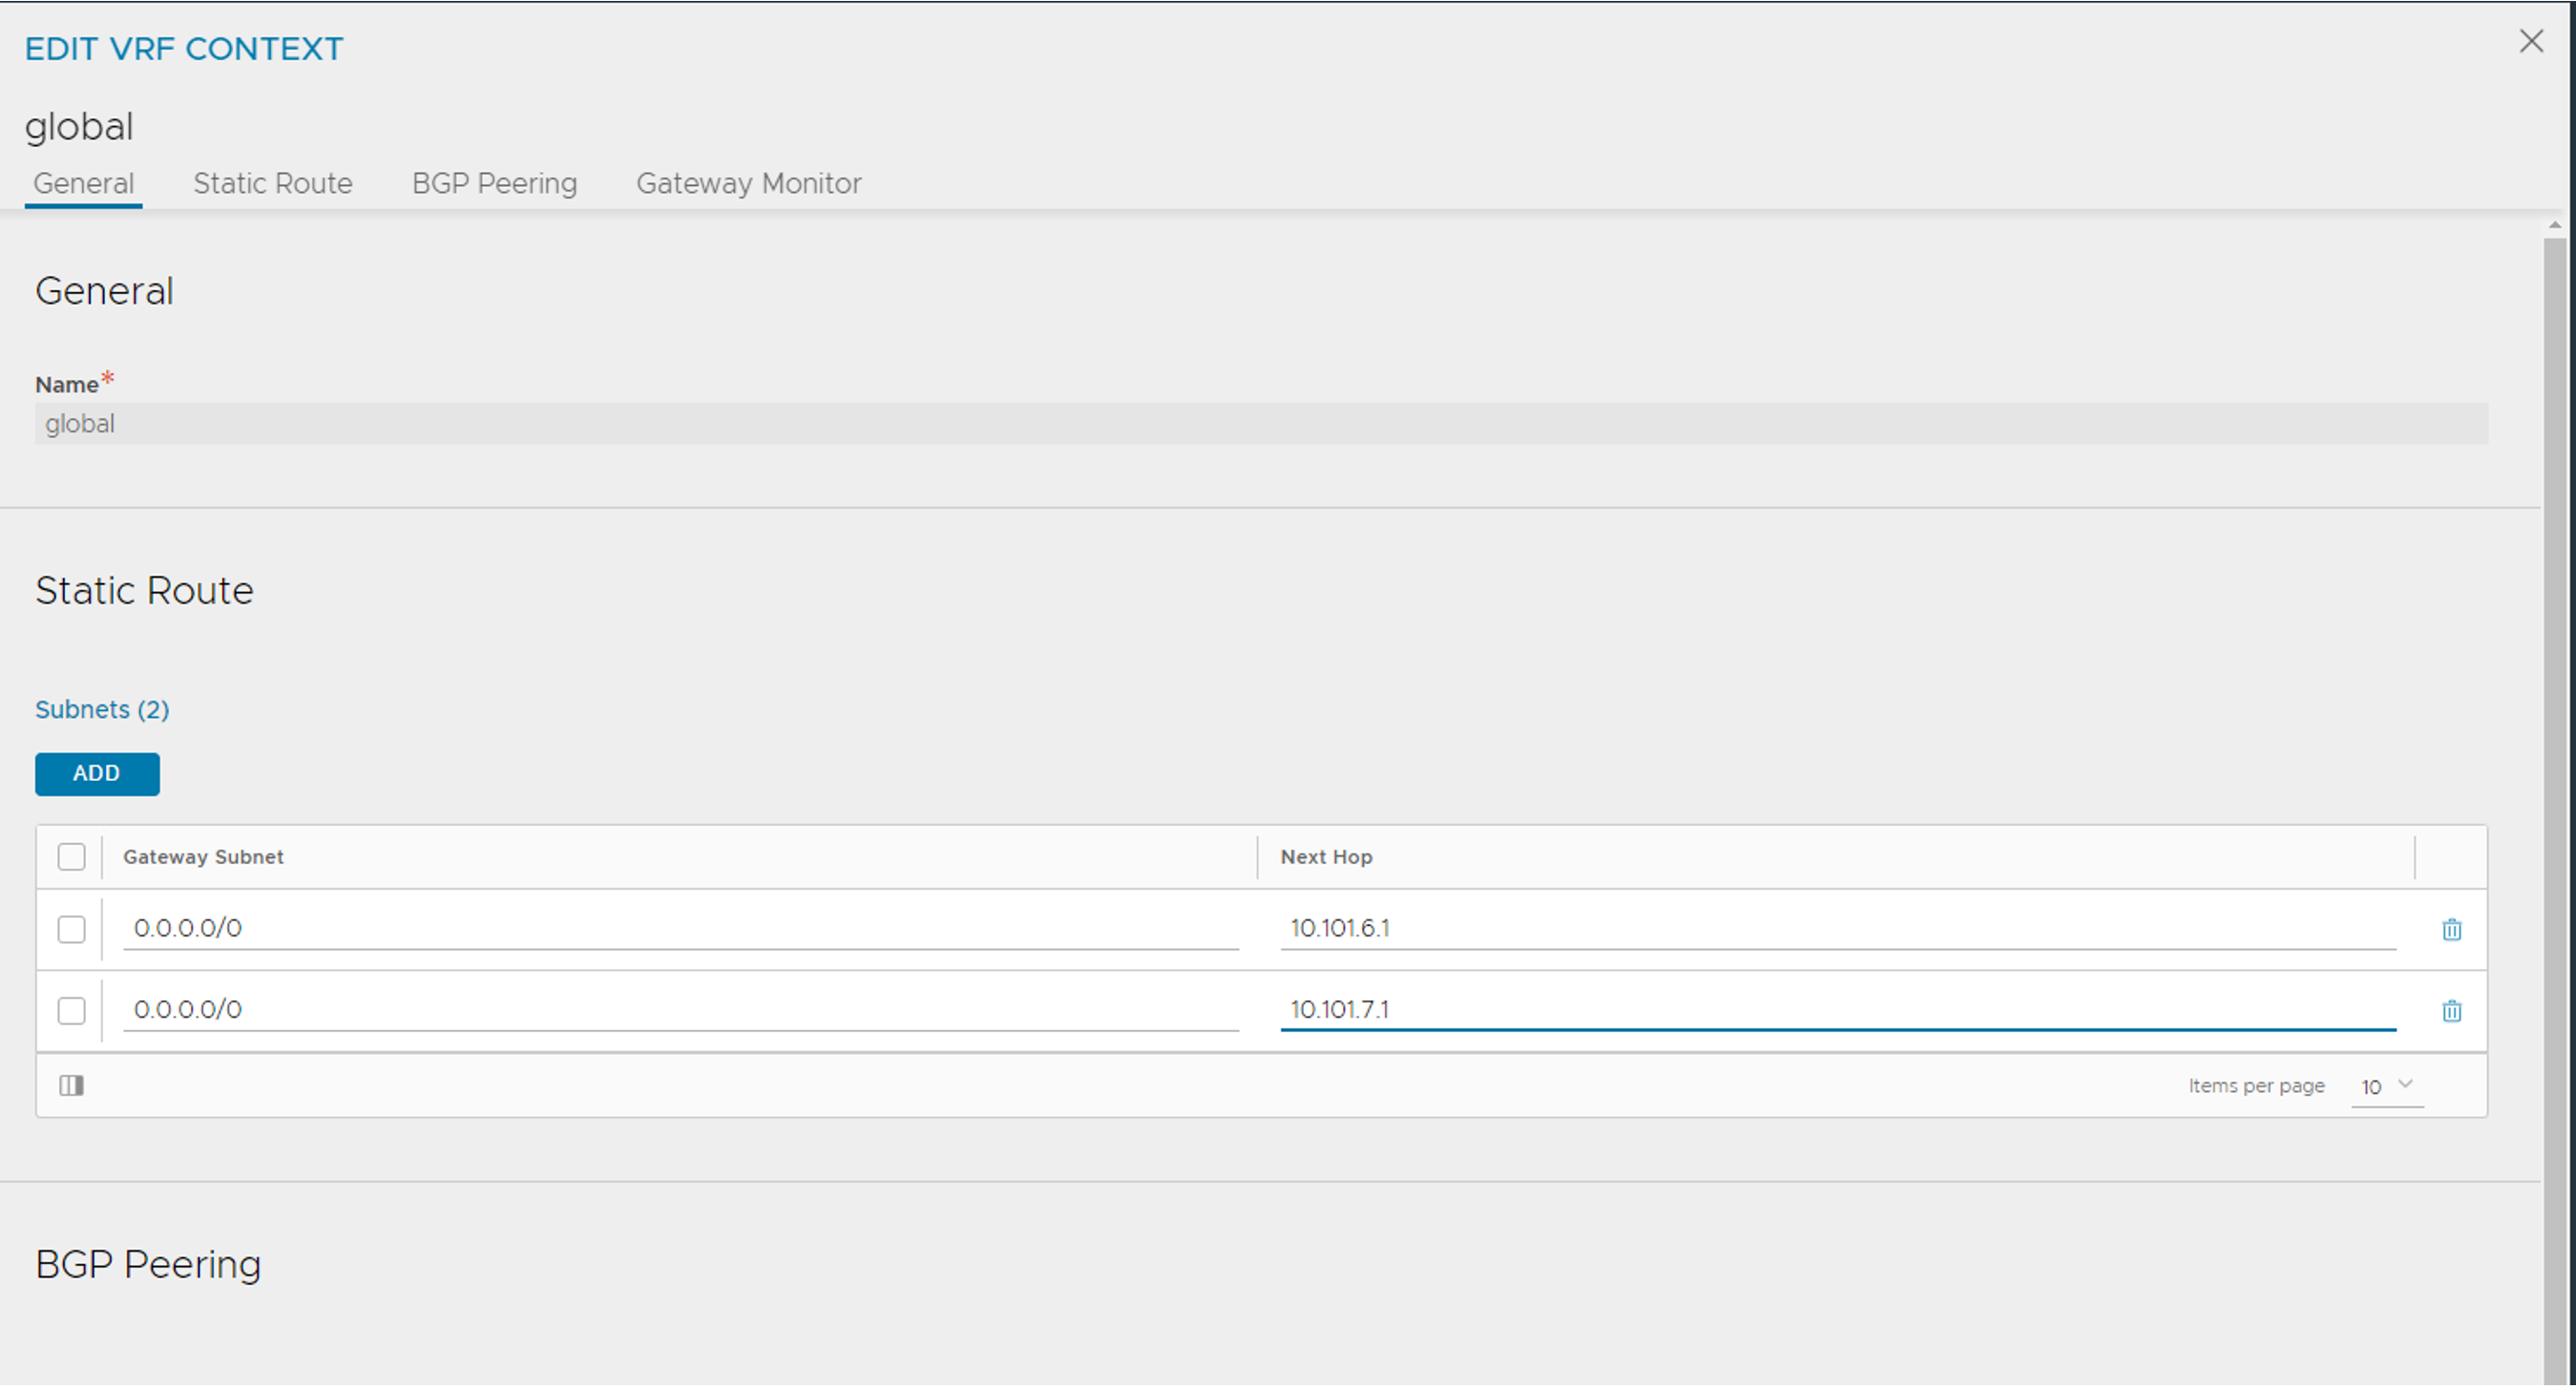 EDIT VRF CONTEXT
global
General Static Route BGP Peering Gateway Monitor
General
Name*
global
Static Route
Subnets (2)
ADD
Gateway Subnet Next Hop
0.0.0.0/0 10.101.6.1
0.0.0.0/0 10.101.7.1
Items per page 10
BGP Peering